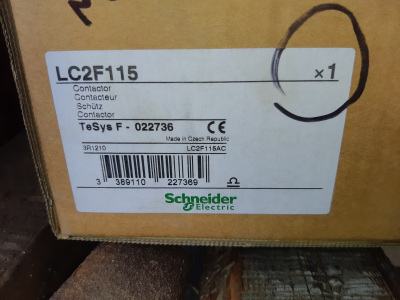 LC2F115 ×1
Contactor
Contacteur
Schütz
Contactor
TeSys F - 022736 CE
Made in Czech Republic
3R1210 LC2F115AC
3 389110 227369
Schneider
Electric